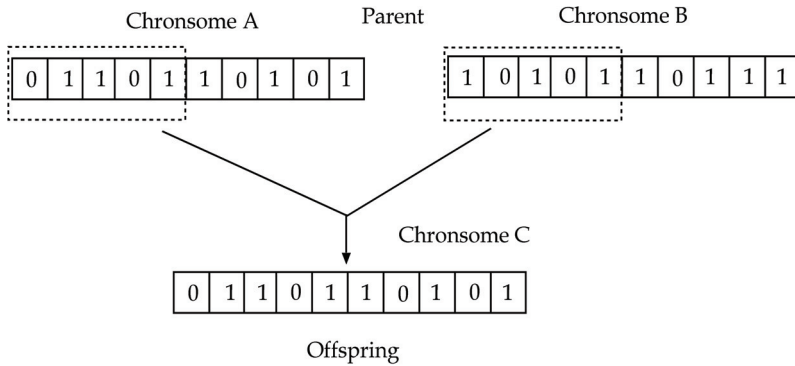 Chronsome A
Parent
Chronsome B
0 1 1 0 1 1 0 1 0 1
1 0 1 0 1 1 0 1 1 1
Chronsome C
0 1 1 0 1 1 0 1 0 1
Offspring